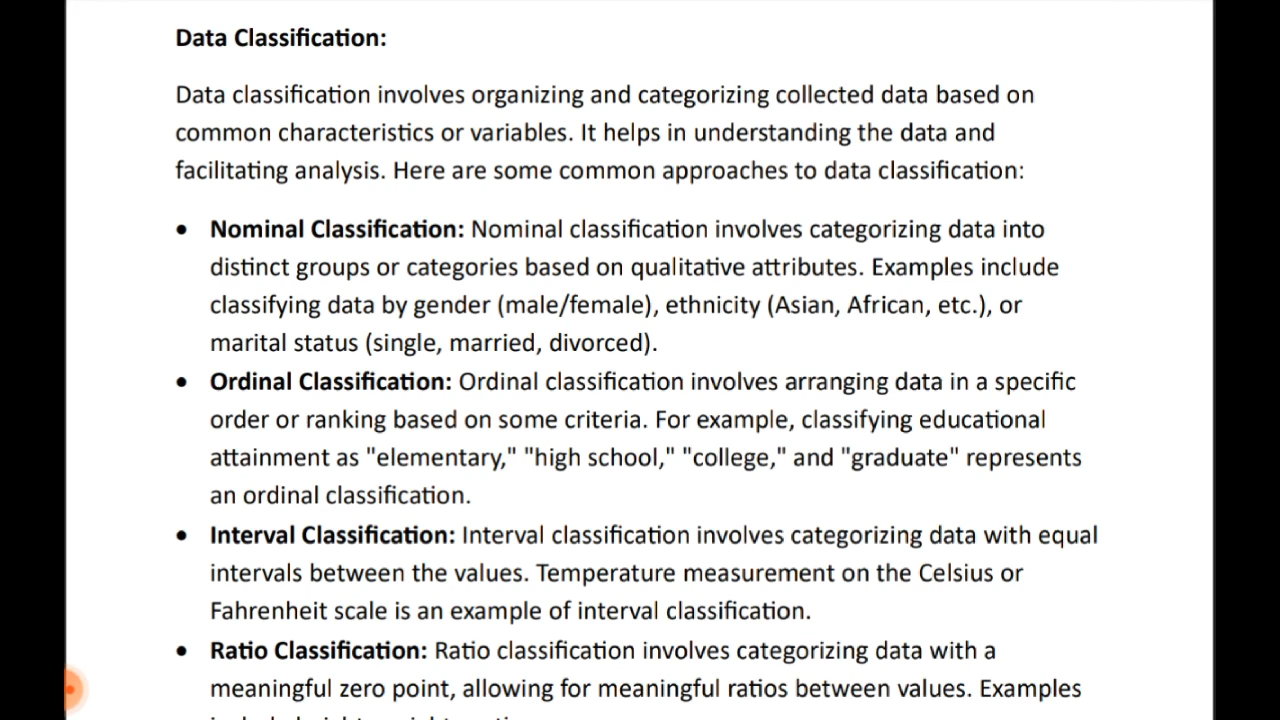 Data Classification:
Data classification involves organizing and categorizing collected data based on
common characteristics or variables. It helps in understanding the data and
facilitating analysis. Here are some common approaches to data classification:
• Nominal Classification: Nominal classification involves categorizing data into
distinct groups or categories based on qualitative attributes. Examples include
classifying data by gender (male/female), ethnicity (Asian, African, etc.), or
marital status (single, married, divorced).
• Ordinal Classification: Ordinal classification involves arranging data in a specific
order or ranking based on some criteria. For example, classifying educational
attainment as "elementary," "high school," "college," and "graduate" represents
an ordinal classification.
• Interval Classification: Interval classification involves categorizing data with equal
intervals between the values. Temperature measurement on the Celsius or
Fahrenheit scale is an example of interval classification.
• Ratio Classification: Ratio classification involves categorizing data with a
meaningful zero point, allowing for meaningful ratios between values. Examples